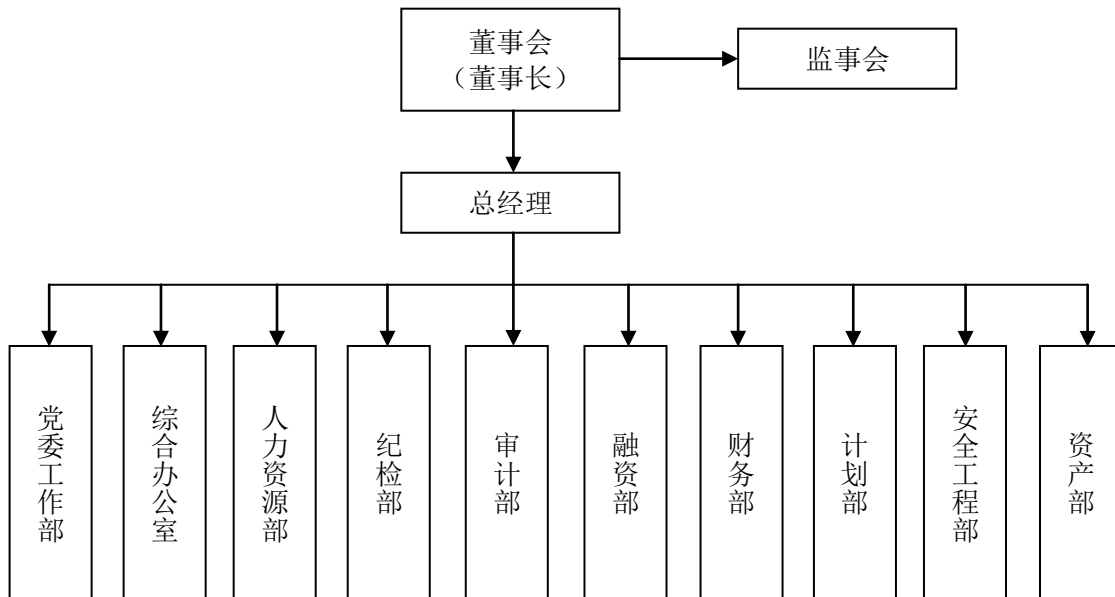 董事会
（董事长）
监事会
总经理
党委工作部
综合办公室
人力资源部
纪检部
审计部
融资部
财务部
计划部
安全工程部
资产部